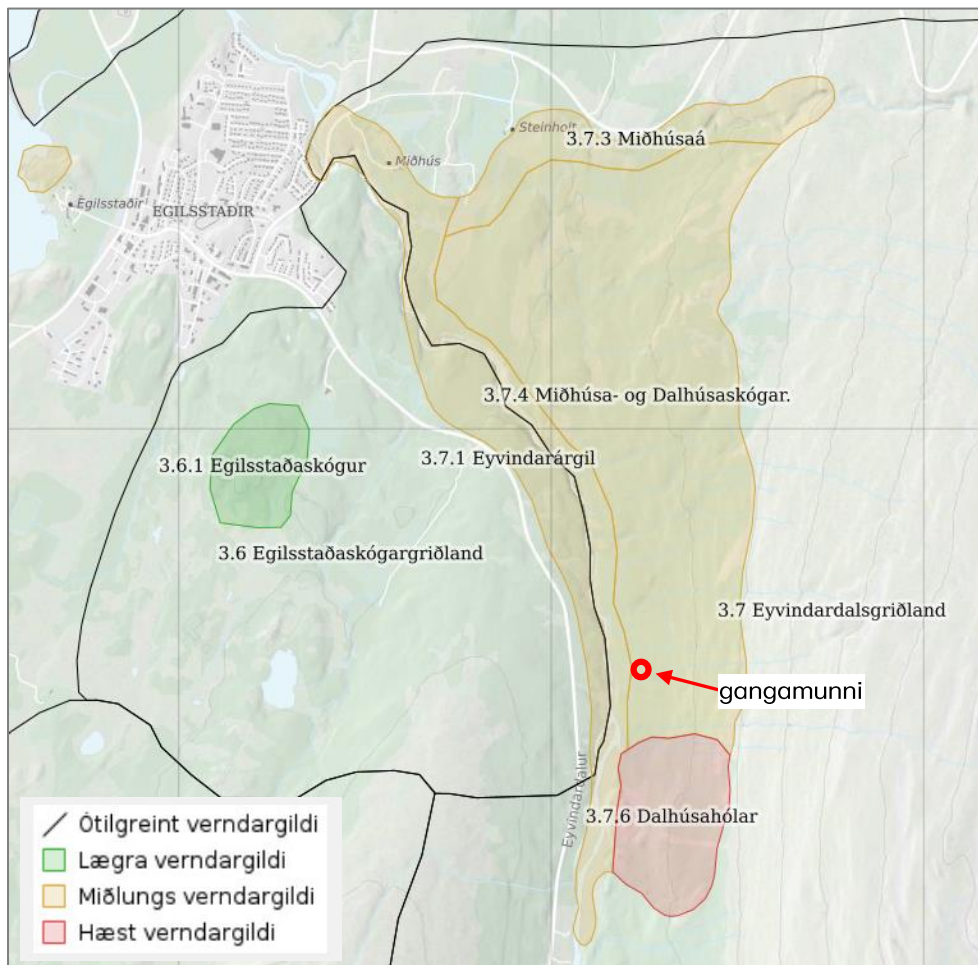 Steinholt
3.7.3 Miðhúsaá
Miðhús
Egilsstaðir
EGILSSTAÐIR
3.7.4 Miðhúsa- og Dalhúsaskógar.
3.7.1 Eyvindarárgil
3.6.1 Egilsstaðaskógur
3.6 Egilsstaðaskógargriðland
3.7 Eyvindardalsgriðland
gangamunni
Eyvindardalur
3.7.6 Dalhúsahólar
Ótilgreint verndargildi
Lægra verndargildi
Miðlungs verndargildi
Hæst verndargildi